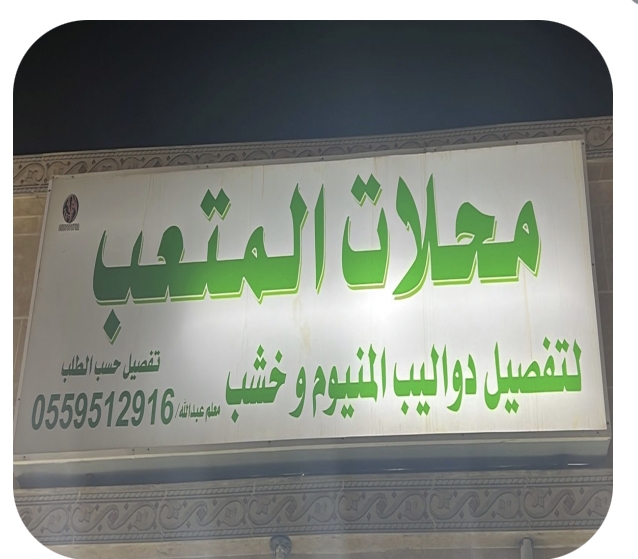 محلات المتعب
لتفصيل دواليب المنيوم و خشب
تفصيل حسب الطلب
معلم عبدالله/ 0559512916